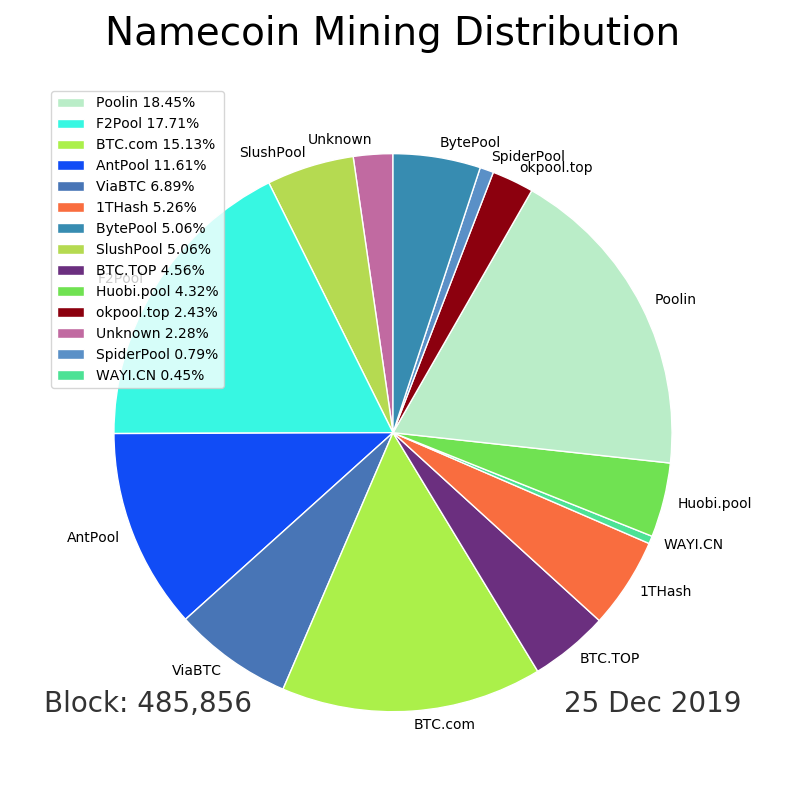 Namecoin Mining Distribution
Poolin 18.45%
F2Pool 17.71%
BTC.com 15.13%
AntPool 11.61%
ViaBTC 6.89%
1THash 5.26%
BytePool 5.06%
SlushPool 5.06%
BTC.TOP 4.56%
Huobi.pool 4.32%
okpool.top 2.43%
Unknown 2.28%
SpiderPool 0.79%
WAYI.CN 0.45%
Unknown
BytePool
SlushPool
SpiderPool
okpool.top
F2Pool
Poolin
Huobi.pool
AntPool
WAYI.CN
1THash
BTC.TOP
ViaBTC
BTC.com
Block: 485,856
25 Dec 2019